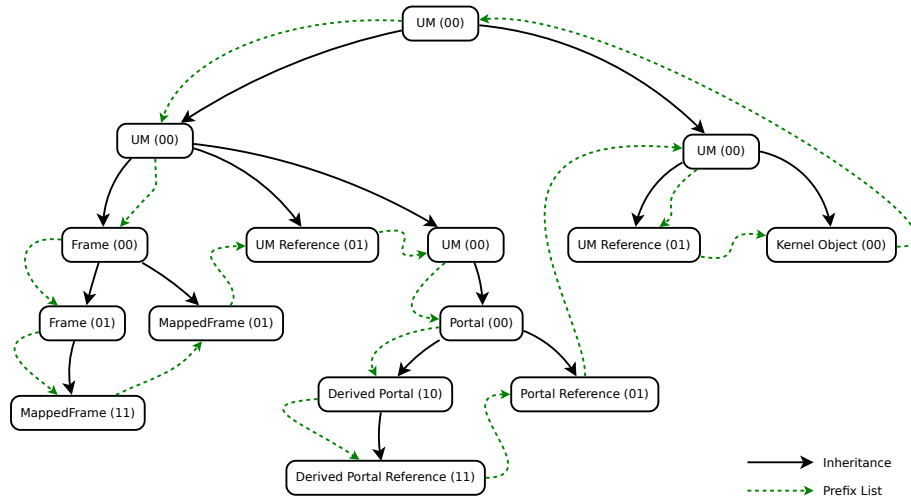 UM (00)
UM (00)
UM (00)
Frame (00)
UM Reference (01)
UM (00)
UM Reference (01)
Kernel Object (00)
Frame (01)
MappedFrame (01)
Portal (00)
MappedFrame (11)
Derived Portal (10)
Portal Reference (01)
Derived Portal Reference (11)
Inheritance
Prefix List